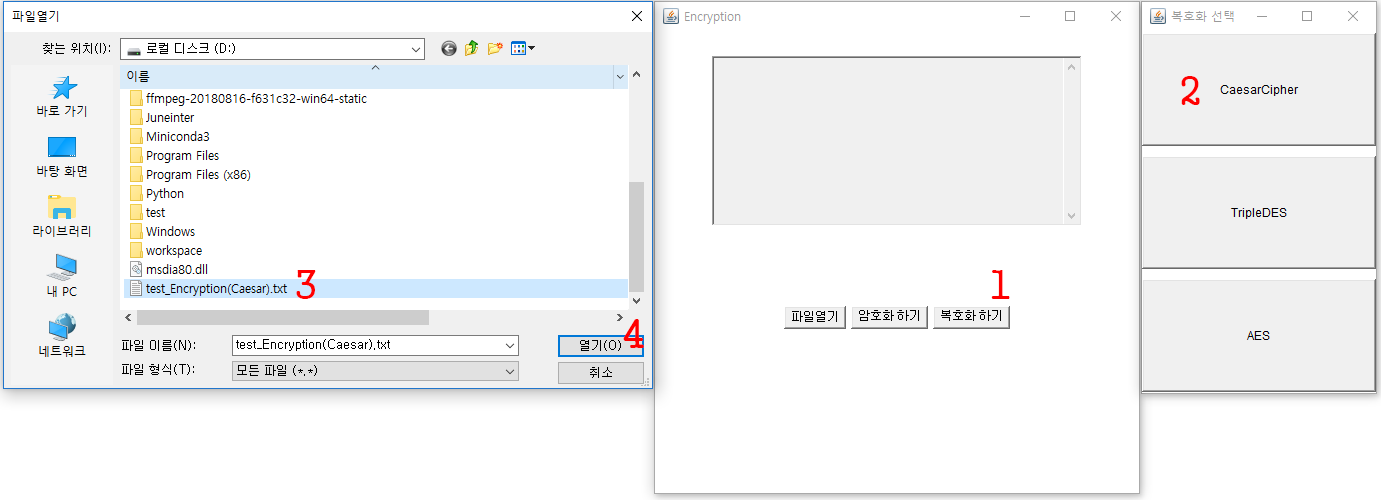 파일열기
찾는 위치(I):
로컬 디스크 (D:)
이름
바로 가기
바탕 화면
라이브러리
내 PC
네트워크
ffmpeg-20180816-f631c32-win64-static
Juneinter
Miniconda3
Program Files
Program Files (x86)
Python
test
Windows
workspace
msdia80.dll
test_Encryption(Caesar).txt
3
파일 이름(N):
test_Encryption(Caesar).txt
열기(O)
4
파일 형식(T):
모든 파일 (*.*)
취소
Encryption
1
파일열기
암호화 하기
복호화 하기
복호화 선택
2
CaesarCipher
TripleDES
AES